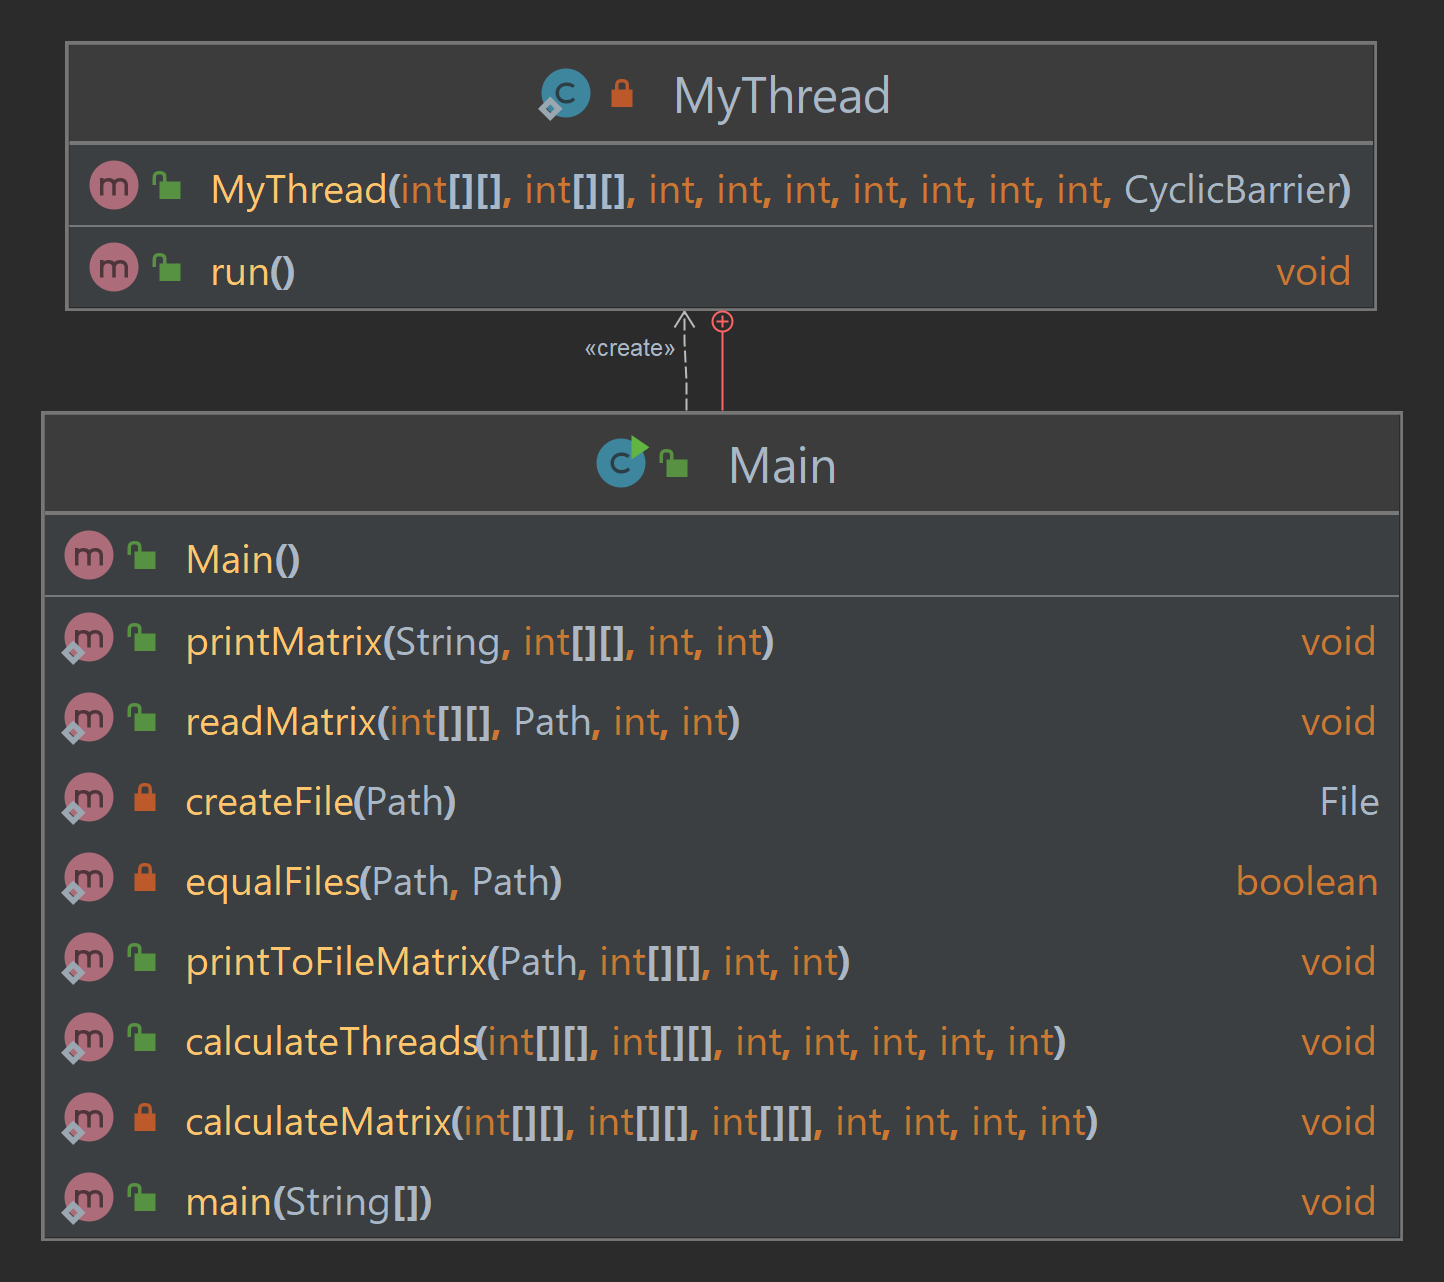 MyThread
MyThread(int[][], int[][], int, int, int, int, int, int, int, CyclicBarrier)
run() void
«create»
Main
Main()
printMatrix(String, int[][], int, int) void
readMatrix(int[][], Path, int, int) void
createFile(Path) File
equalFiles(Path, Path) boolean
printToFileMatrix(Path, int[][], int, int) void
calculateThreads(int[][], int[][], int, int, int, int, int) void
calculateMatrix(int[][], int[][], int[][], int, int, int, int) void
main(String[]) void